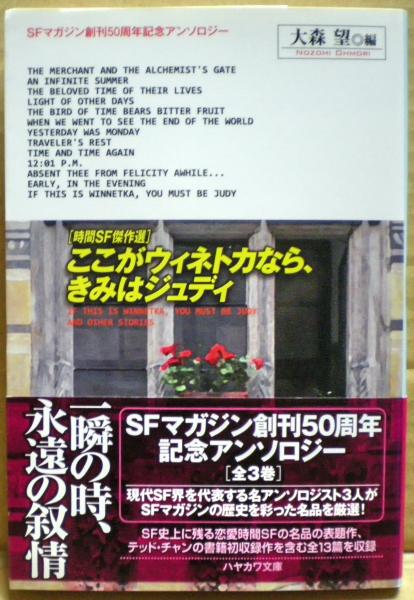 SFマガジン創刊50周年記念アンソロジー
大森 望◎編
NOZOMI OHMORI
THE MERCHANT AND THE ALCHEMIST'S GATE
AN INFINITE SUMMER
THE BELOVED TIME OF THEIR LIVES
LIGHT OF OTHER DAYS
THE BIRD OF TIME BEARS BITTER FRUIT
WHEN WE WENT TO SEE THE END OF THE WORLD
YESTERDAY WAS MONDAY
TRAVELER'S REST
TIME AND TIME AGAIN
12:01 P.M.
ABSENT THEE FROM FELICITY AWHILE...
EARLY, IN THE EVENING
IF THIS IS WINNETKA, YOU MUST BE JUDY
[時間SF傑作選]
ここがウィネトカなら、
きみはジュディ
IF THIS IS WINNETKA, YOU MUST BE JUDY
AND OTHER STORIES
一瞬の時、
永遠の叙情
SFマガジン創刊50周年
記念アンソロジー
[全3巻]
現代SF界を代表する名アンソロジスト3人が
SFマガジンの歴史を彩った名品を厳選!
SF史上に残る恋愛時間SFの名品の表題作、
テッド・チャンの書籍初収録作を含む全13篇を収録
ハヤカワ文庫